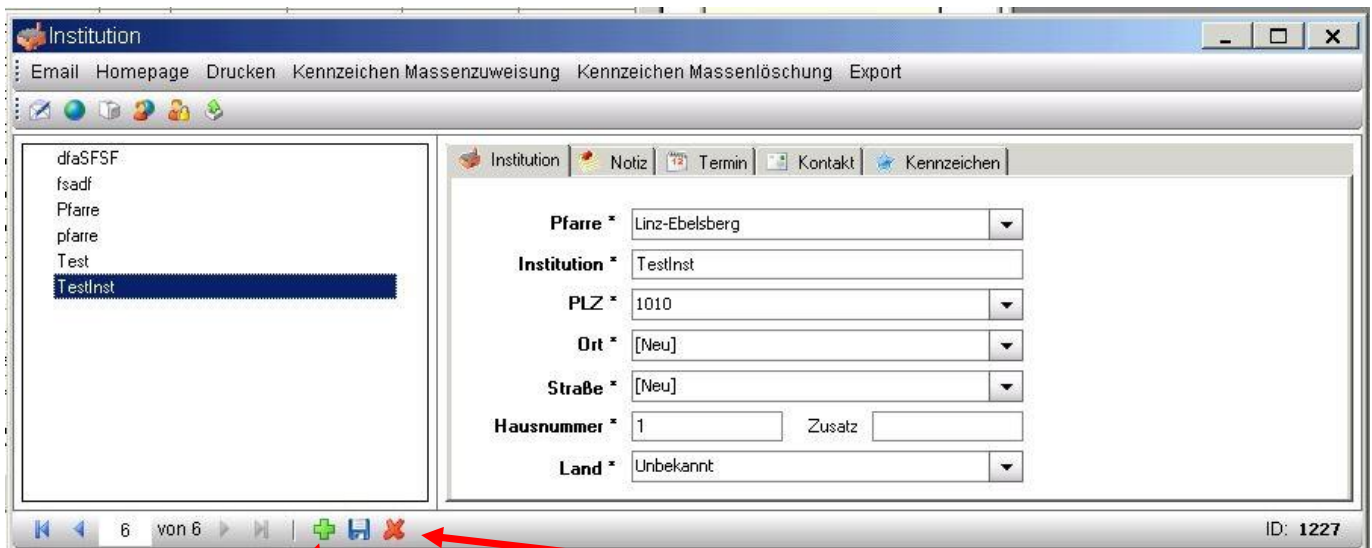 Institution
Email Homepage Drucken Kennzeichen Massenzuweisung Kennzeichen Massenlöschung Export
dfaSFSF
fsadf
Pfarre
pfarre
Test
TestInst
Institution Notiz Termin Kontakt Kennzeichen
Pfarre * Linz-Ebelsberg
Institution * TestInst
PLZ * 1010
Ort * [Neu]
Straße * [Neu]
Hausnummer * 1 Zusatz
Land * Unbekannt
6 von 6 ID: 1227